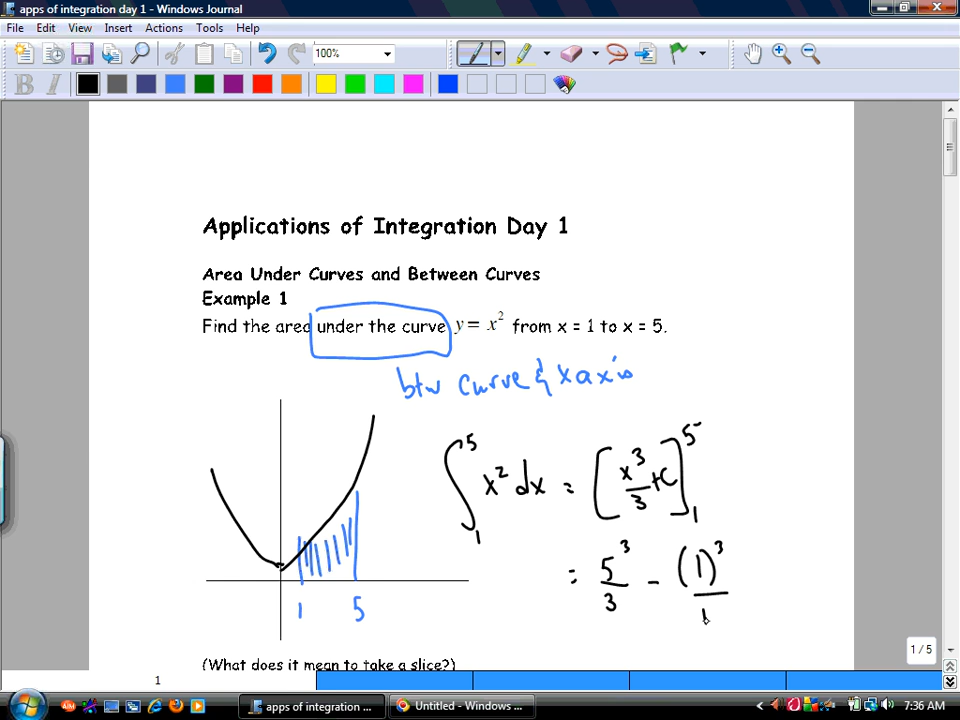 apps of integration day 1 - Windows Journal
File Edit View Insert Actions Tools Help
100%
B I
Applications of Integration Day 1
Area Under Curves and Between Curves
Example 1
Find the area under the curve y = x² from x = 1 to x = 5.
btw curve & x axis
∫₁⁵ x² dx = [x³/3 + C]₁⁵
= 5³/3 - (1)³/1
1 5
(What does it mean to take a slice?)
1 / 5
1
apps of integration ... Untitled - Windows ... 7:36 AM